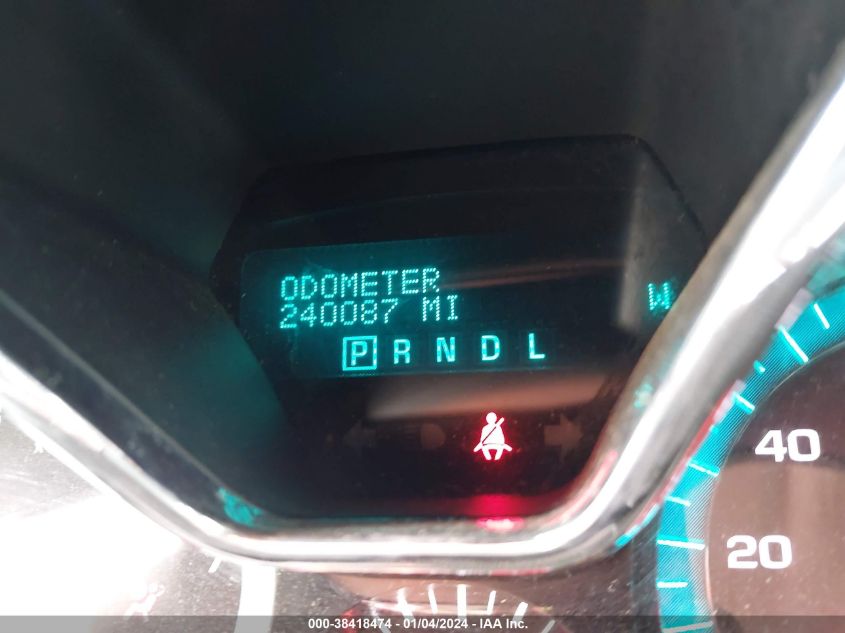 ODOMETER
240087 MI
W
P R N D L
40
20
000-38418474 - 01/04/2024 - IAA Inc.